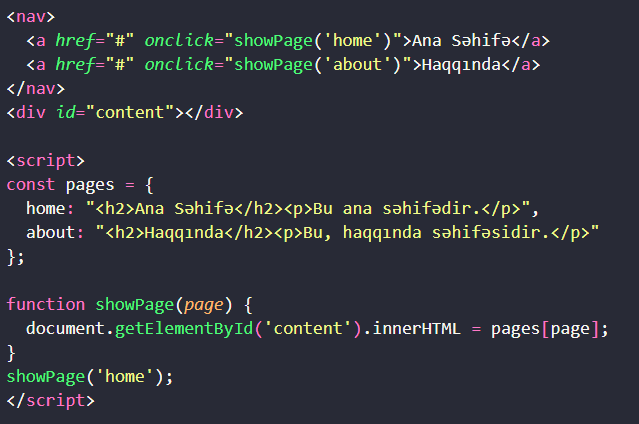 <nav>
  <a href="#" onclick="showPage('home')">Ana Səhifə</a>
  <a href="#" onclick="showPage('about')">Haqqında</a>
</nav>
<div id="content"></div>

<script>
const pages = {
  home: "<h2>Ana Səhifə</h2><p>Bu ana səhifədir.</p>",
  about: "<h2>Haqqında</h2><p>Bu, haqqında səhifəsidir.</p>"
};

function showPage(page) {
  document.getElementById('content').innerHTML = pages[page];
}
showPage('home');
</script>